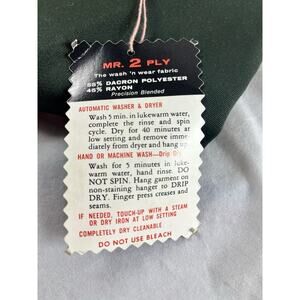 MR. 2 PLY
The wash 'n wear fabric
55% DACRON POLYESTER
45% RAYON
Precision Blended
AUTOMATIC WASHER & DRYER
Wash 5 min. in lukewarm water,
complete the rinse and spin
cycle. Dry for 40 minutes at
low setting and remove imme-
diately from dryer and hang up
HAND OR MACHINE WASH—Drip Dry
Wash for 5 minutes in luke-
warm water, hand rinse. DO
NOT SPIN. Hang garment on
non-staining hanger to DRIP
DRY. Finger press creases and
seams.
IF NEEDED, TOUCH-UP WITH A STEAM
OR DRY IRON AT LOW SETTING
COMPLETELY DRY CLEANABLE
DO NOT USE BLEACH